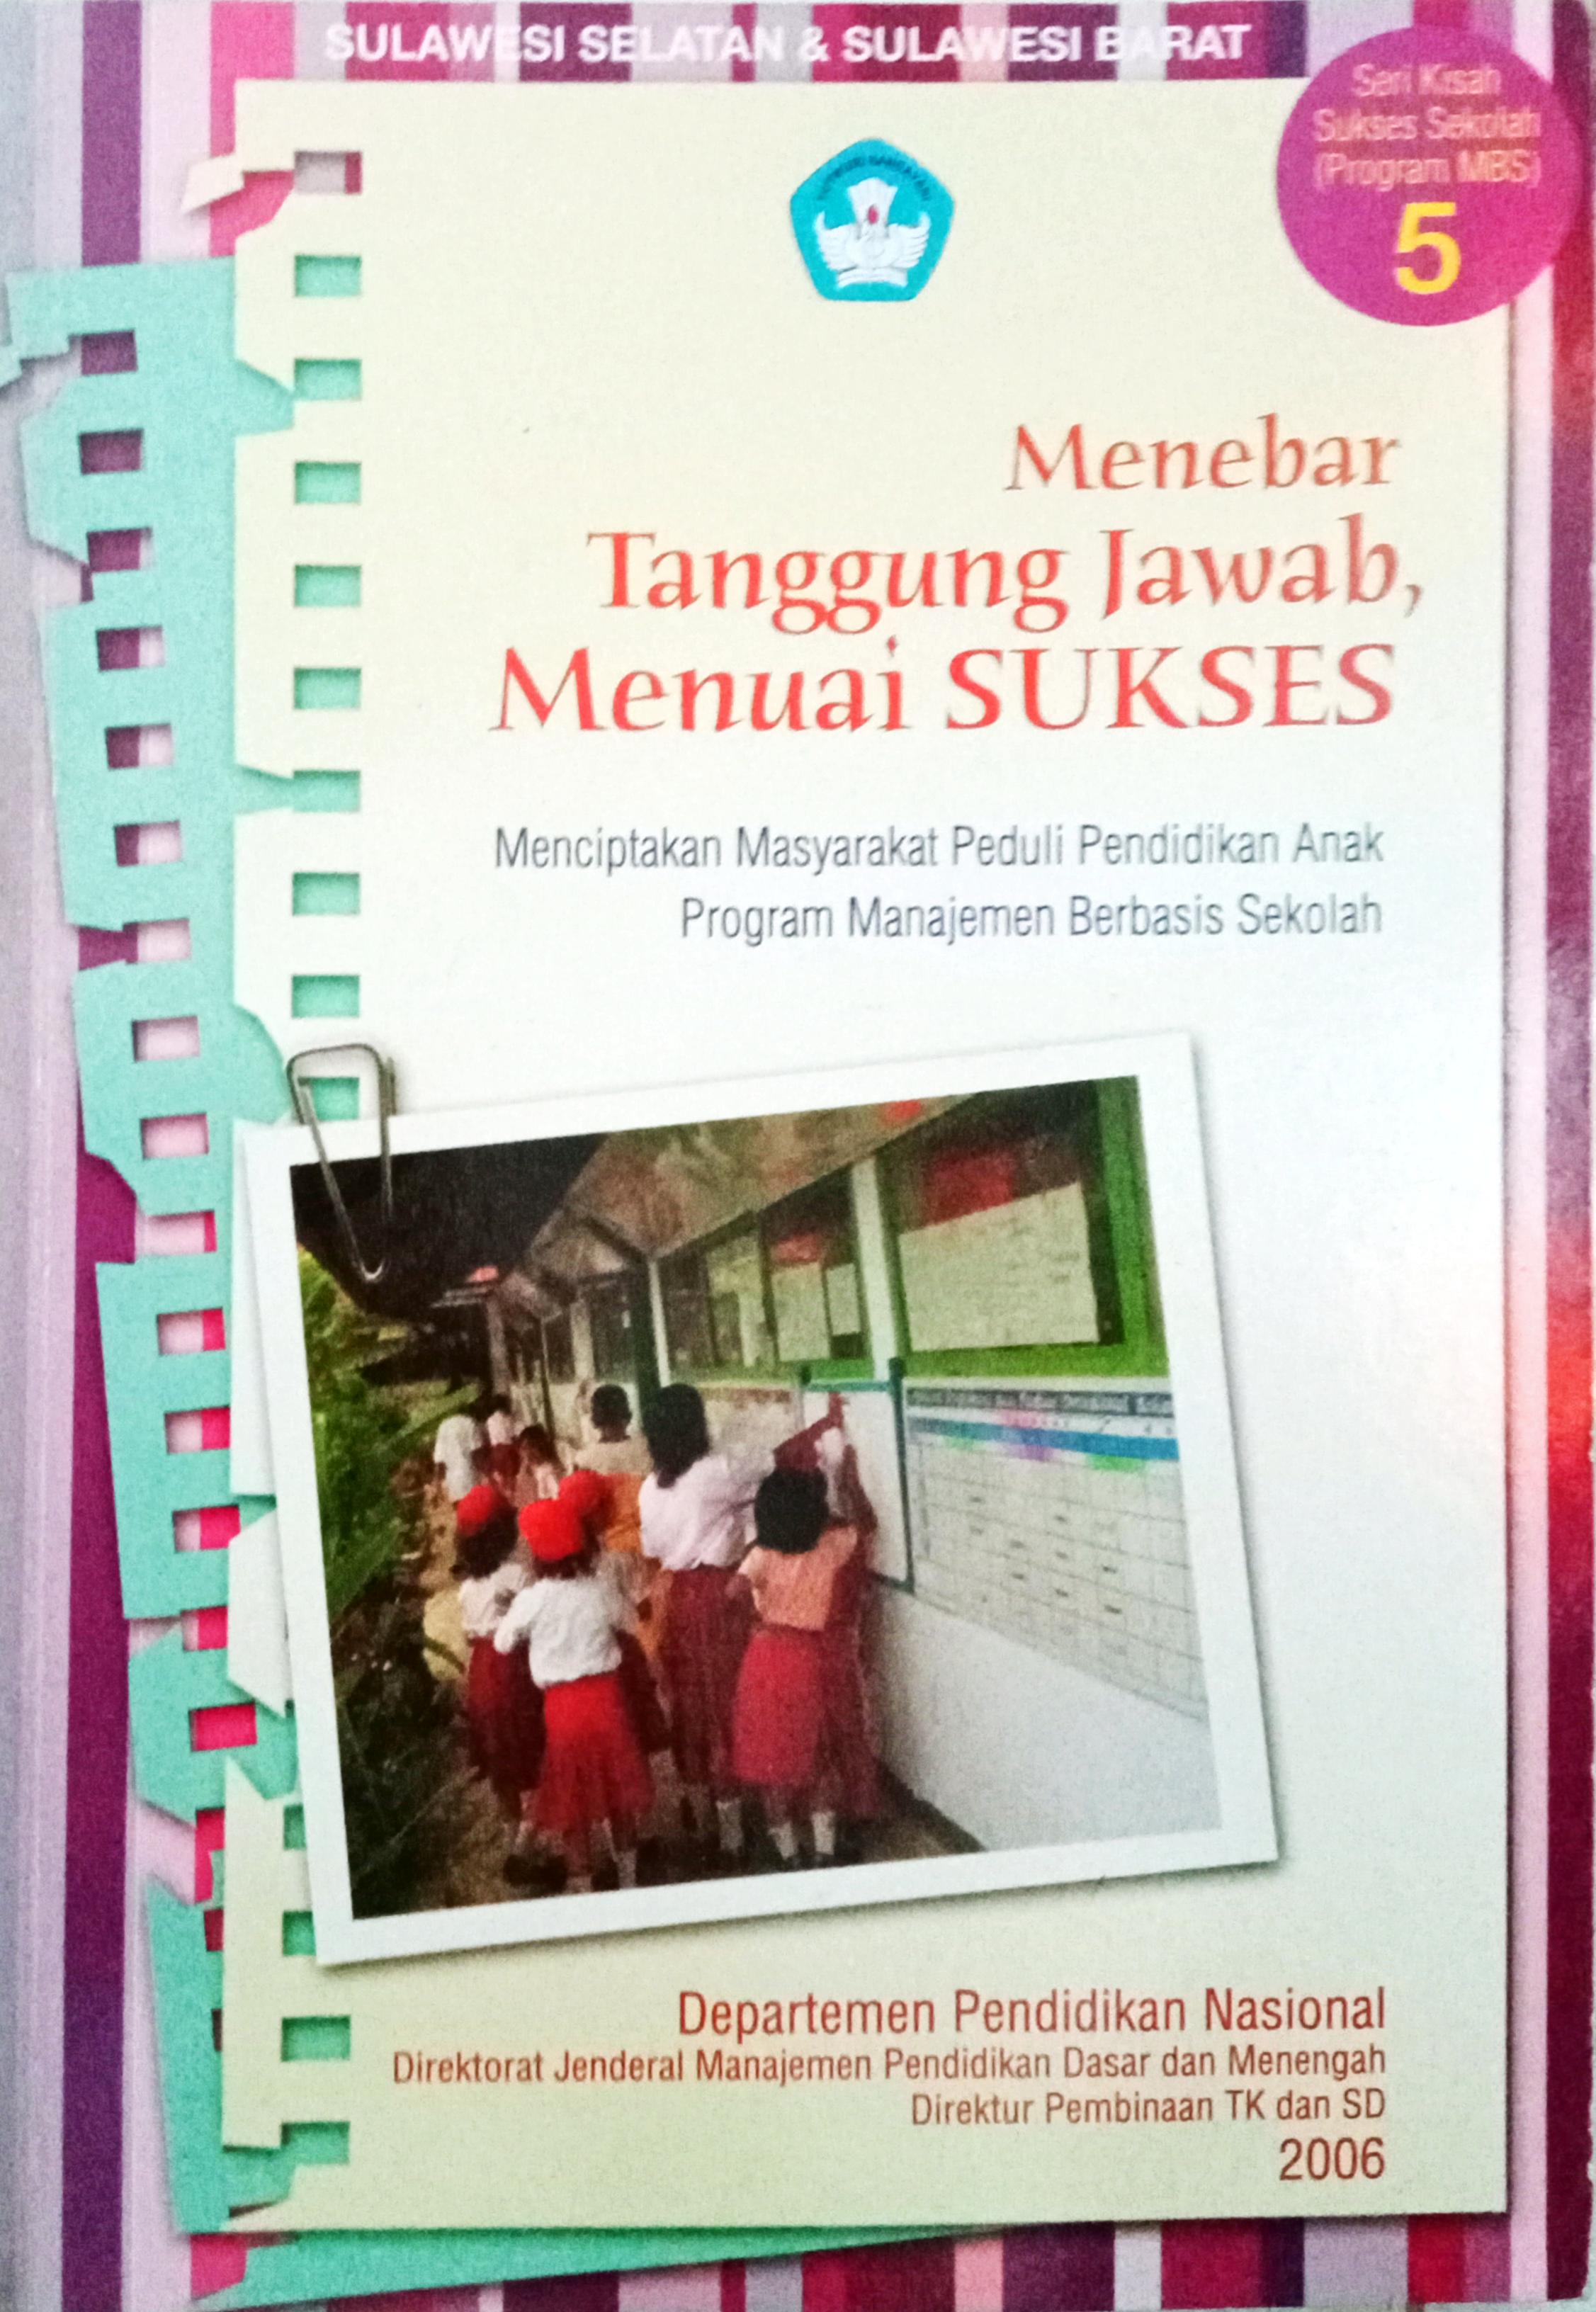 SULAWESI SELATAN & SULAWESI BARAT
Seri Kisah
Sukses Sekolah
(Program MBS)
5
Menebar
Tanggung Jawab,
Menuai SUKSES
Menciptakan Masyarakat Peduli Pendidikan Anak
Program Manajemen Berbasis Sekolah
Departemen Pendidikan Nasional
Direktorat Jenderal Manajemen Pendidikan Dasar dan Menengah
Direktur Pembinaan TK dan SD
2006